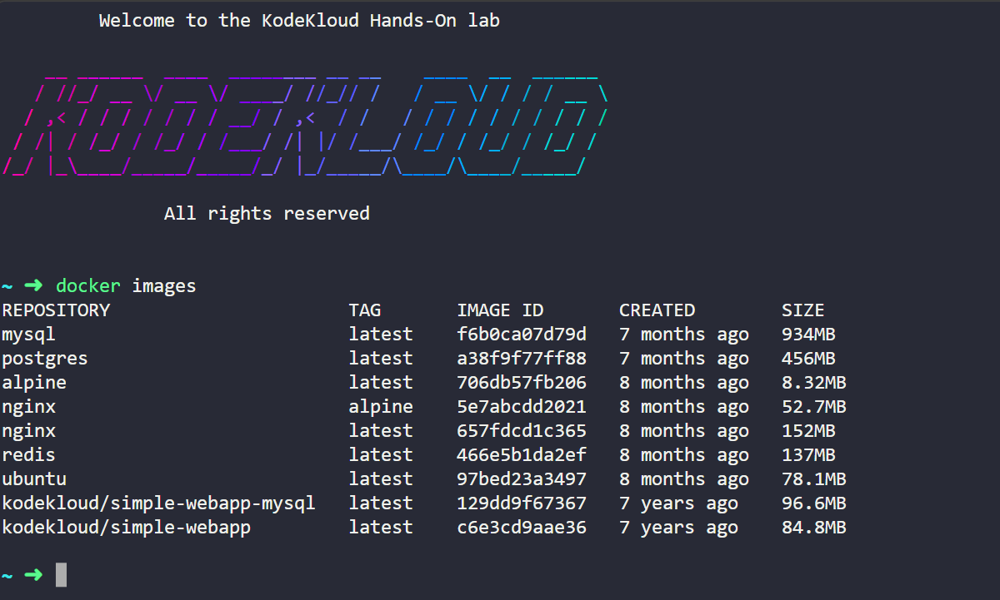 Welcome to the KodeKloud Hands-On lab
KODEKLOUD
All rights reserved
~ ➜ docker images
REPOSITORY TAG IMAGE ID CREATED SIZE
mysql latest f6b0ca07d79d 7 months ago 934MB
postgres latest a38f9f77ff88 7 months ago 456MB
alpine latest 706db57fb206 8 months ago 8.32MB
nginx alpine 5e7abcdd2021 8 months ago 52.7MB
nginx latest 657fdcd1c365 8 months ago 152MB
redis latest 466e5b1da2ef 8 months ago 137MB
ubuntu latest 97bed23a3497 8 months ago 78.1MB
kodekloud/simple-webapp-mysql latest 129dd9f67367 7 years ago 96.6MB
kodekloud/simple-webapp latest c6e3cd9aae36 7 years ago 84.8MB
~ ➜